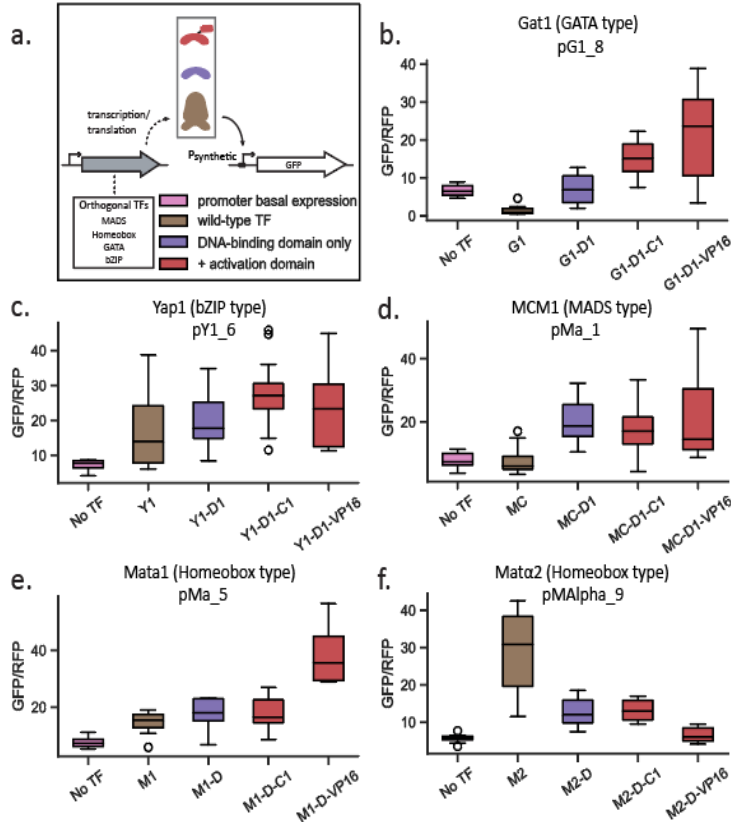 a.
transcription/
translation
Psynthetic
GFP
Orthogonal TFs
MADS
Homeobox
GATA
bZIP
promoter basal expression
wild-type TF
DNA-binding domain only
+ activation domain
b.
Gat1 (GATA type)
pG1_8
GFP/RFP
40
30
20
10
0
No TF
G1
G1-D1
G1-D1-C1
G1-D1-VP16
c.
Yap1 (bZIP type)
pY1_6
GFP/RFP
40
30
20
10
No TF
Y1
Y1-D1
Y1-D1-C1
Y1-D1-VP16
d.
MCM1 (MADS type)
pMa_1
GFP/RFP
40
20
No TF
MC
MC-D1
MC-D1-C1
MC-D1-VP16
e.
Mata1 (Homeobox type)
pMa_5
GFP/RFP
40
20
No TF
M1
M1-D
M1-D-C1
M1-D-VP16
f.
Matα2 (Homeobox type)
pMAlpha_9
GFP/RFP
40
30
20
10
No TF
M2
M2-D
M2-D-C1
M2-D-VP16